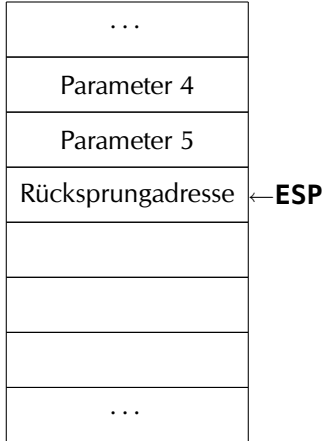 ...
Parameter 4
Parameter 5
Rücksprungadresse ←ESP
...